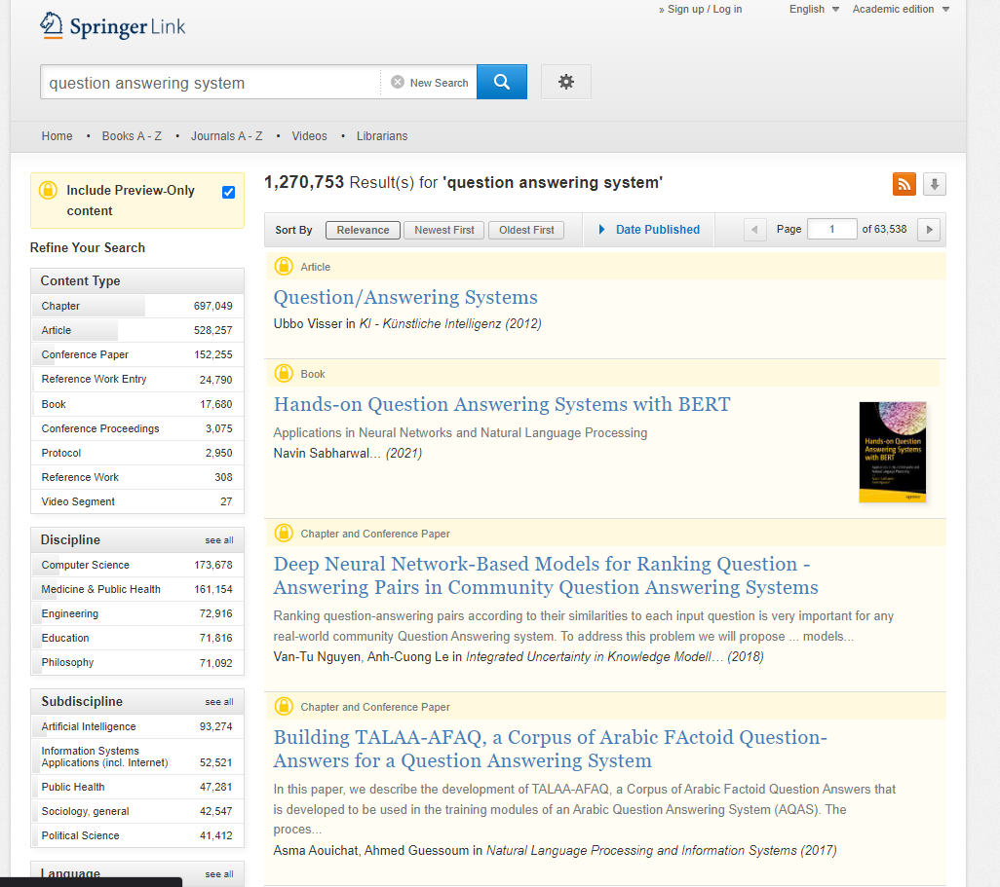 » Sign up / Log in English Academic edition
Springer Link
question answering system New Search
Home • Books A - Z • Journals A - Z • Videos • Librarians
Include Preview-Only
content
Refine Your Search
Content Type
Chapter 697,049
Article 528,257
Conference Paper 152,255
Reference Work Entry 24,790
Book 17,680
Conference Proceedings 3,075
Protocol 2,950
Reference Work 308
Video Segment 27
Discipline see all
Computer Science 173,678
Medicine & Public Health 161,154
Engineering 72,916
Education 71,816
Philosophy 71,092
Subdiscipline see all
Artificial Intelligence 93,274
Information Systems
Applications (incl. Internet) 52,521
Public Health 47,281
Sociology, general 42,547
Political Science 41,412
Language see all
1,270,753 Result(s) for 'question answering system'
Sort By Relevance Newest First Oldest First Date Published Page 1 of 63,538
Article
Question/Answering Systems
Ubbo Visser in KI - Künstliche Intelligenz (2012)
Book
Hands-on Question Answering Systems with BERT
Applications in Neural Networks and Natural Language Processing
Navin Sabharwal… (2021)
Hands-on Question
Answering Systems
with BERT
Chapter and Conference Paper
Deep Neural Network-Based Models for Ranking Question -
Answering Pairs in Community Question Answering Systems
Ranking question-answering pairs according to their similarities to each input question is very important for any
real-world community Question Answering system. To address this problem we will propose ... models...
Van-Tu Nguyen, Anh-Cuong Le in Integrated Uncertainty in Knowledge Modell… (2018)
Chapter and Conference Paper
Building TALAA-AFAQ, a Corpus of Arabic FActoid Question-
Answers for a Question Answering System
In this paper, we describe the development of TALAA-AFAQ, a Corpus of Arabic Factoid Question Answers that
is developed to be used in the training modules of an Arabic Question Answering System (AQAS). The
proces...
Asma Aouichat, Ahmed Guessoum in Natural Language Processing and Information Systems (2017)